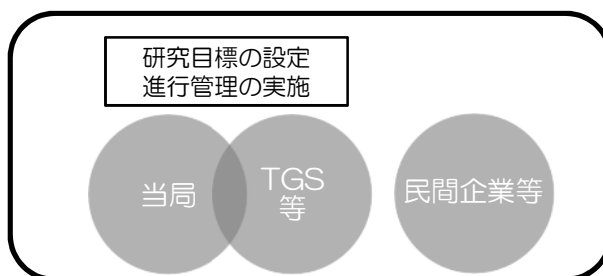 研究目標の設定
進行管理の実施
当局
TGS
等
民間企業等